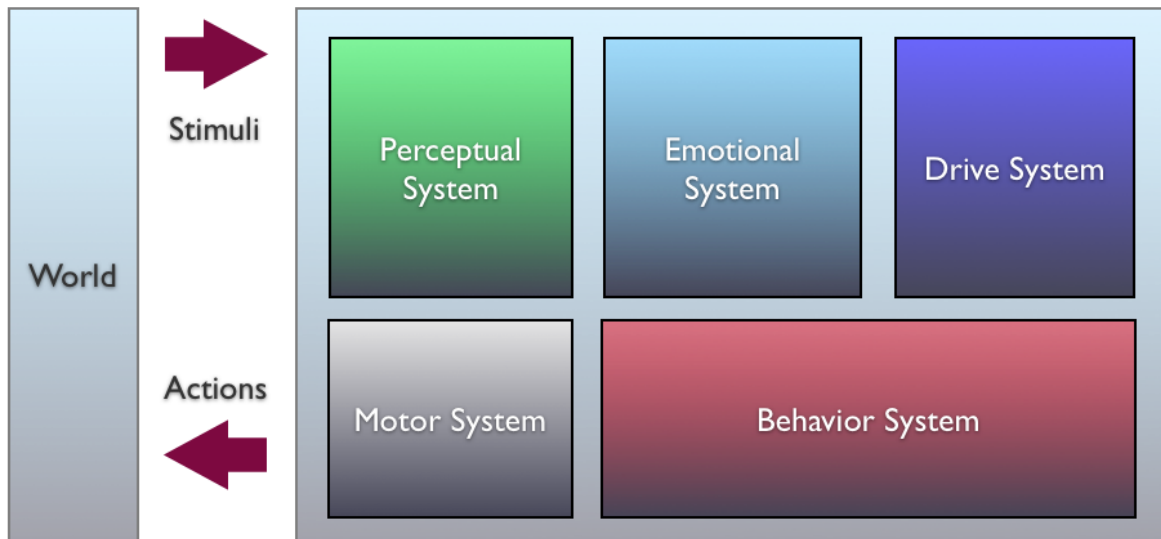 World
Stimuli
Actions
Perceptual
System
Emotional
System
Drive System
Motor System
Behavior System